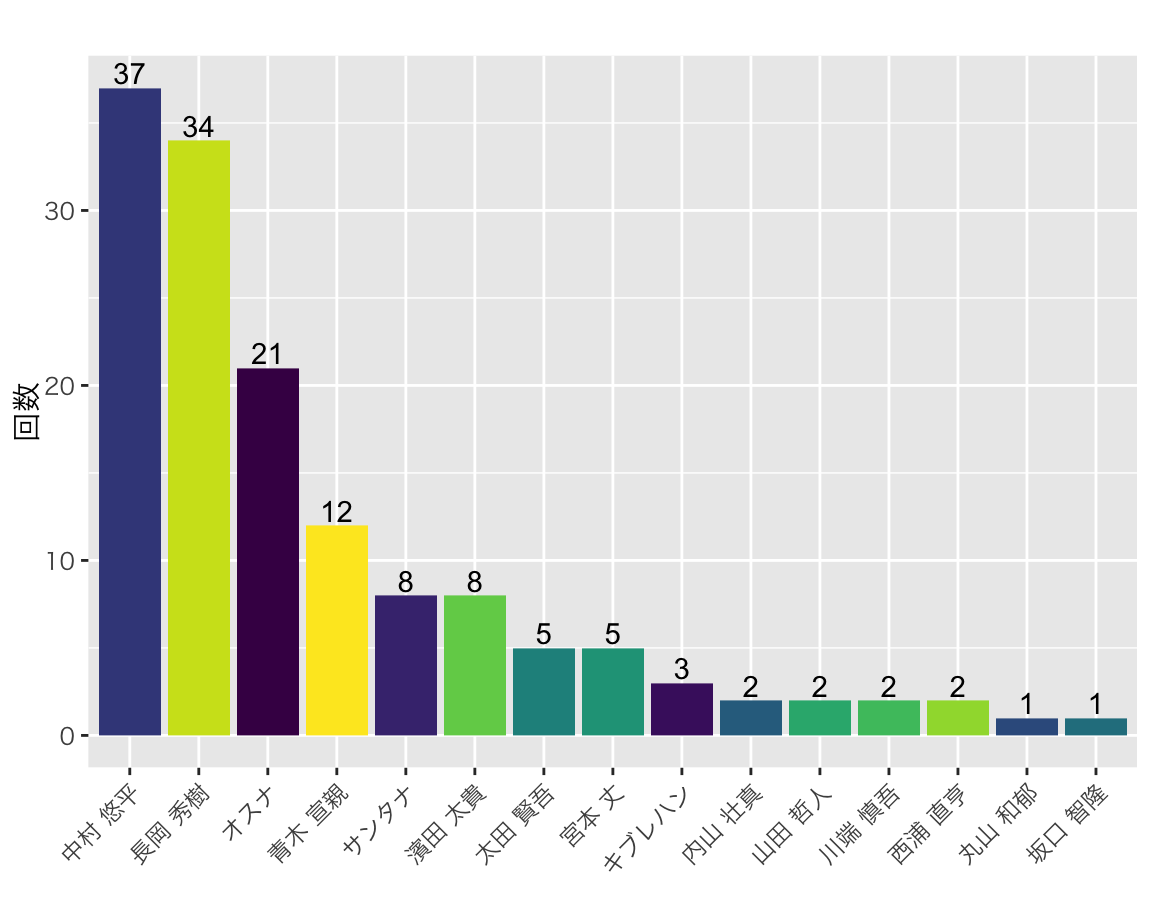 37
34
21
12
8
8
5
5
3
2
2
2
2
1
1
30
20
10
0
回数
中村 悠平
長岡 秀樹
オスナ
青木 宣親
サンタナ
濱田 太貴
太田 賢吾
宮本 丈
キブレハン
内山 壮真
山田 哲人
川端 慎吾
西浦 直亨
丸山 和郁
坂口 智隆